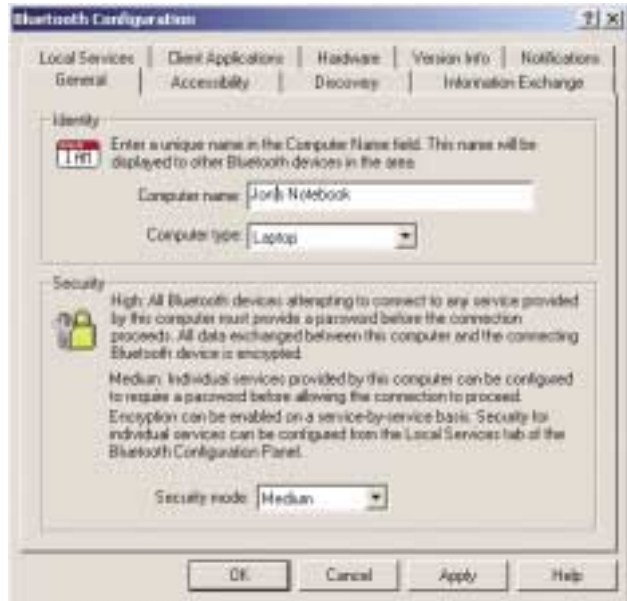 Bluetooth Configuration ? X
Local Services Client Applications Hardware Version Info Notifications
General Accessibility Discovery Information Exchange
Identity
Enter a unique name in the Computer Name field. This name will be
displayed to other Bluetooth devices in the area.
I AM
Computer name: Jon's Notebook
Computer type: Laptop
Security
High: All Bluetooth devices attempting to connect to any service provided
by this computer must provide a password before the connection
proceeds. All data exchanged between this computer and the connecting
Bluetooth device is encrypted.
Medium: Individual services provided by this computer can be configured
to require a password before allowing the connection to proceed.
Encryption can be enabled on a service-by-service basis. Security for
individual services can be configured from the Local Services tab of the
Bluetooth Configuration Panel.
Security mode: Medium
OK Cancel Apply Help